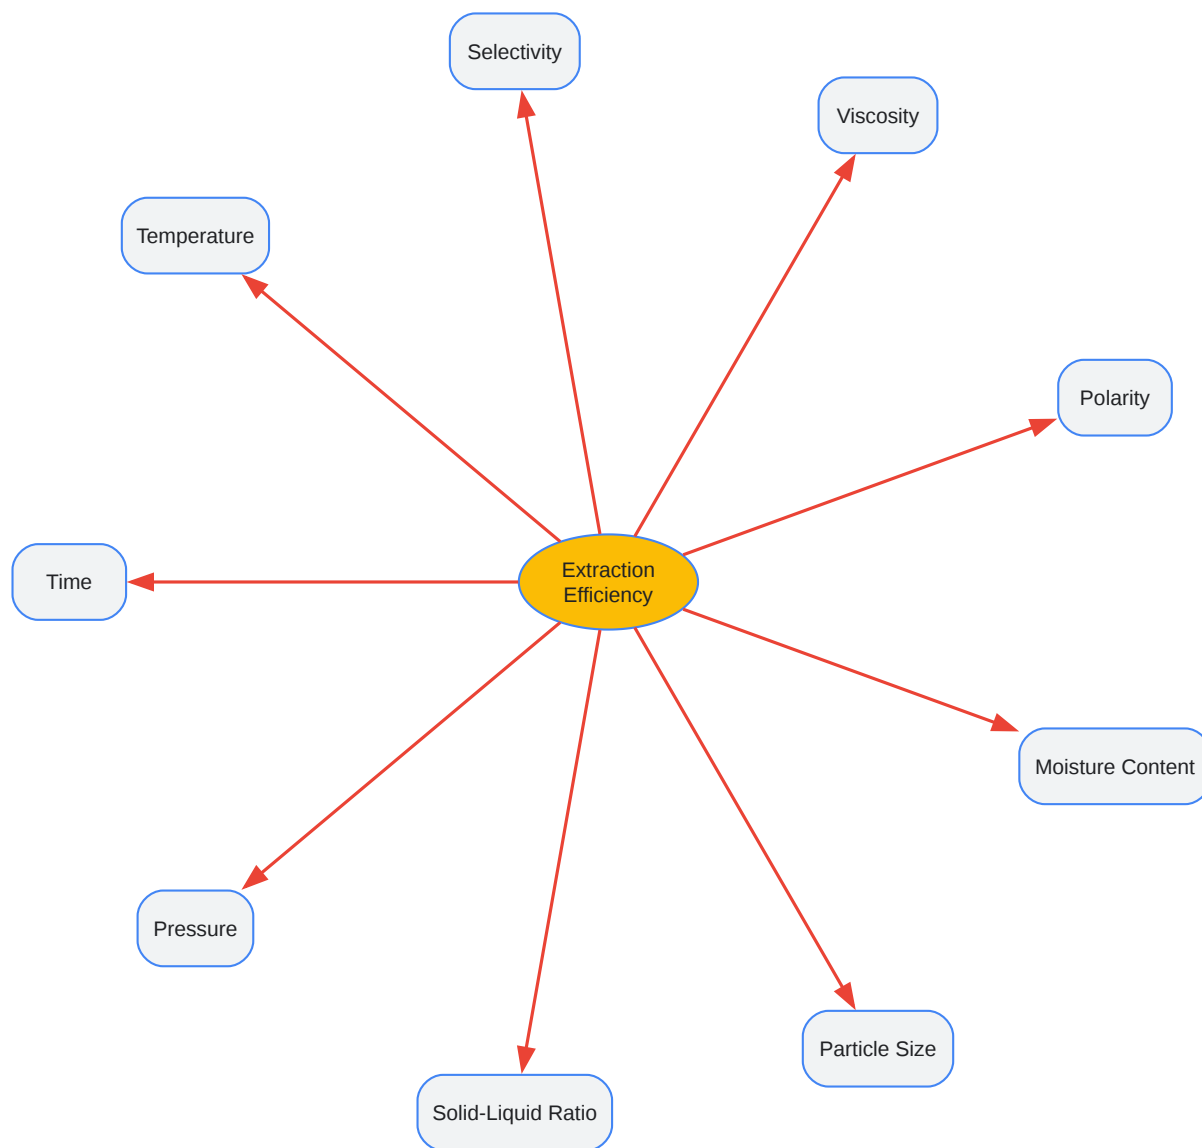 Selectivity
Viscosity
Temperature
Polarity
Time
Extraction
Efficiency
Moisture Content
Pressure
Particle Size
Solid-Liquid Ratio